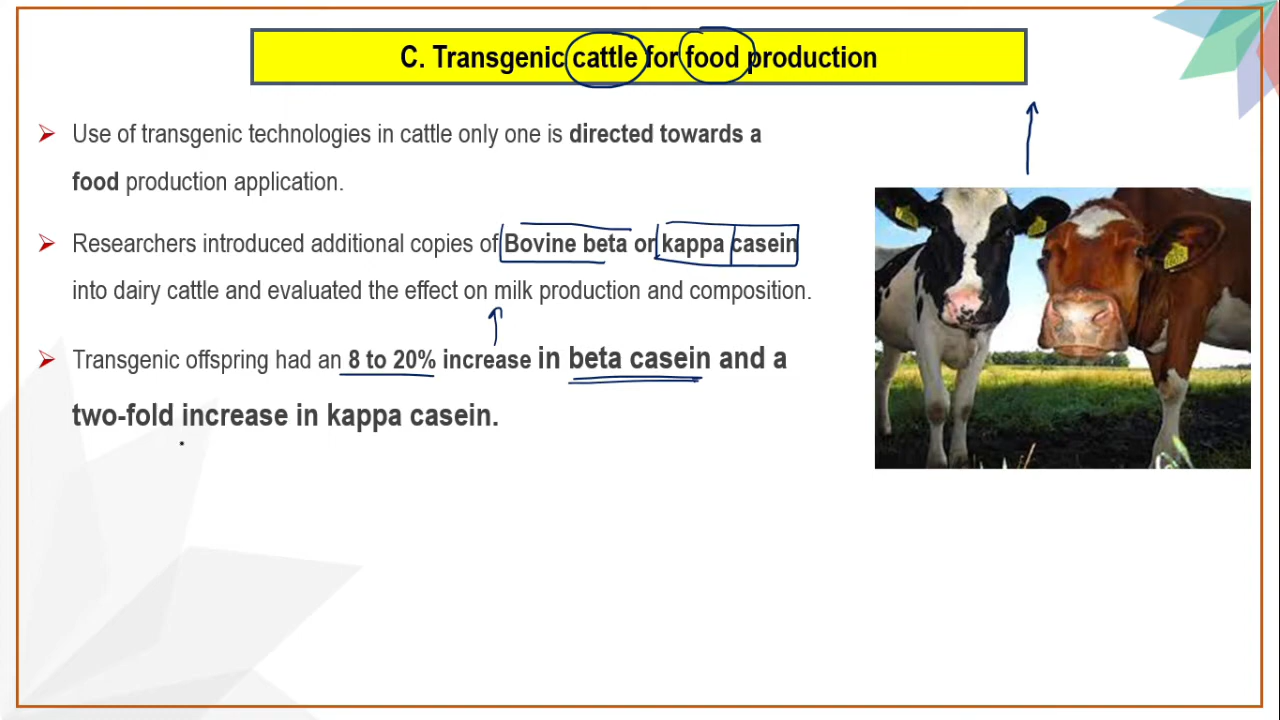 C. Transgenic cattle for food production
Use of transgenic technologies in cattle only one is directed towards a
food production application.
Researchers introduced additional copies of Bovine beta or kappa casein
into dairy cattle and evaluated the effect on milk production and composition.
Transgenic offspring had an 8 to 20% increase in beta casein and a
two-fold increase in kappa casein.